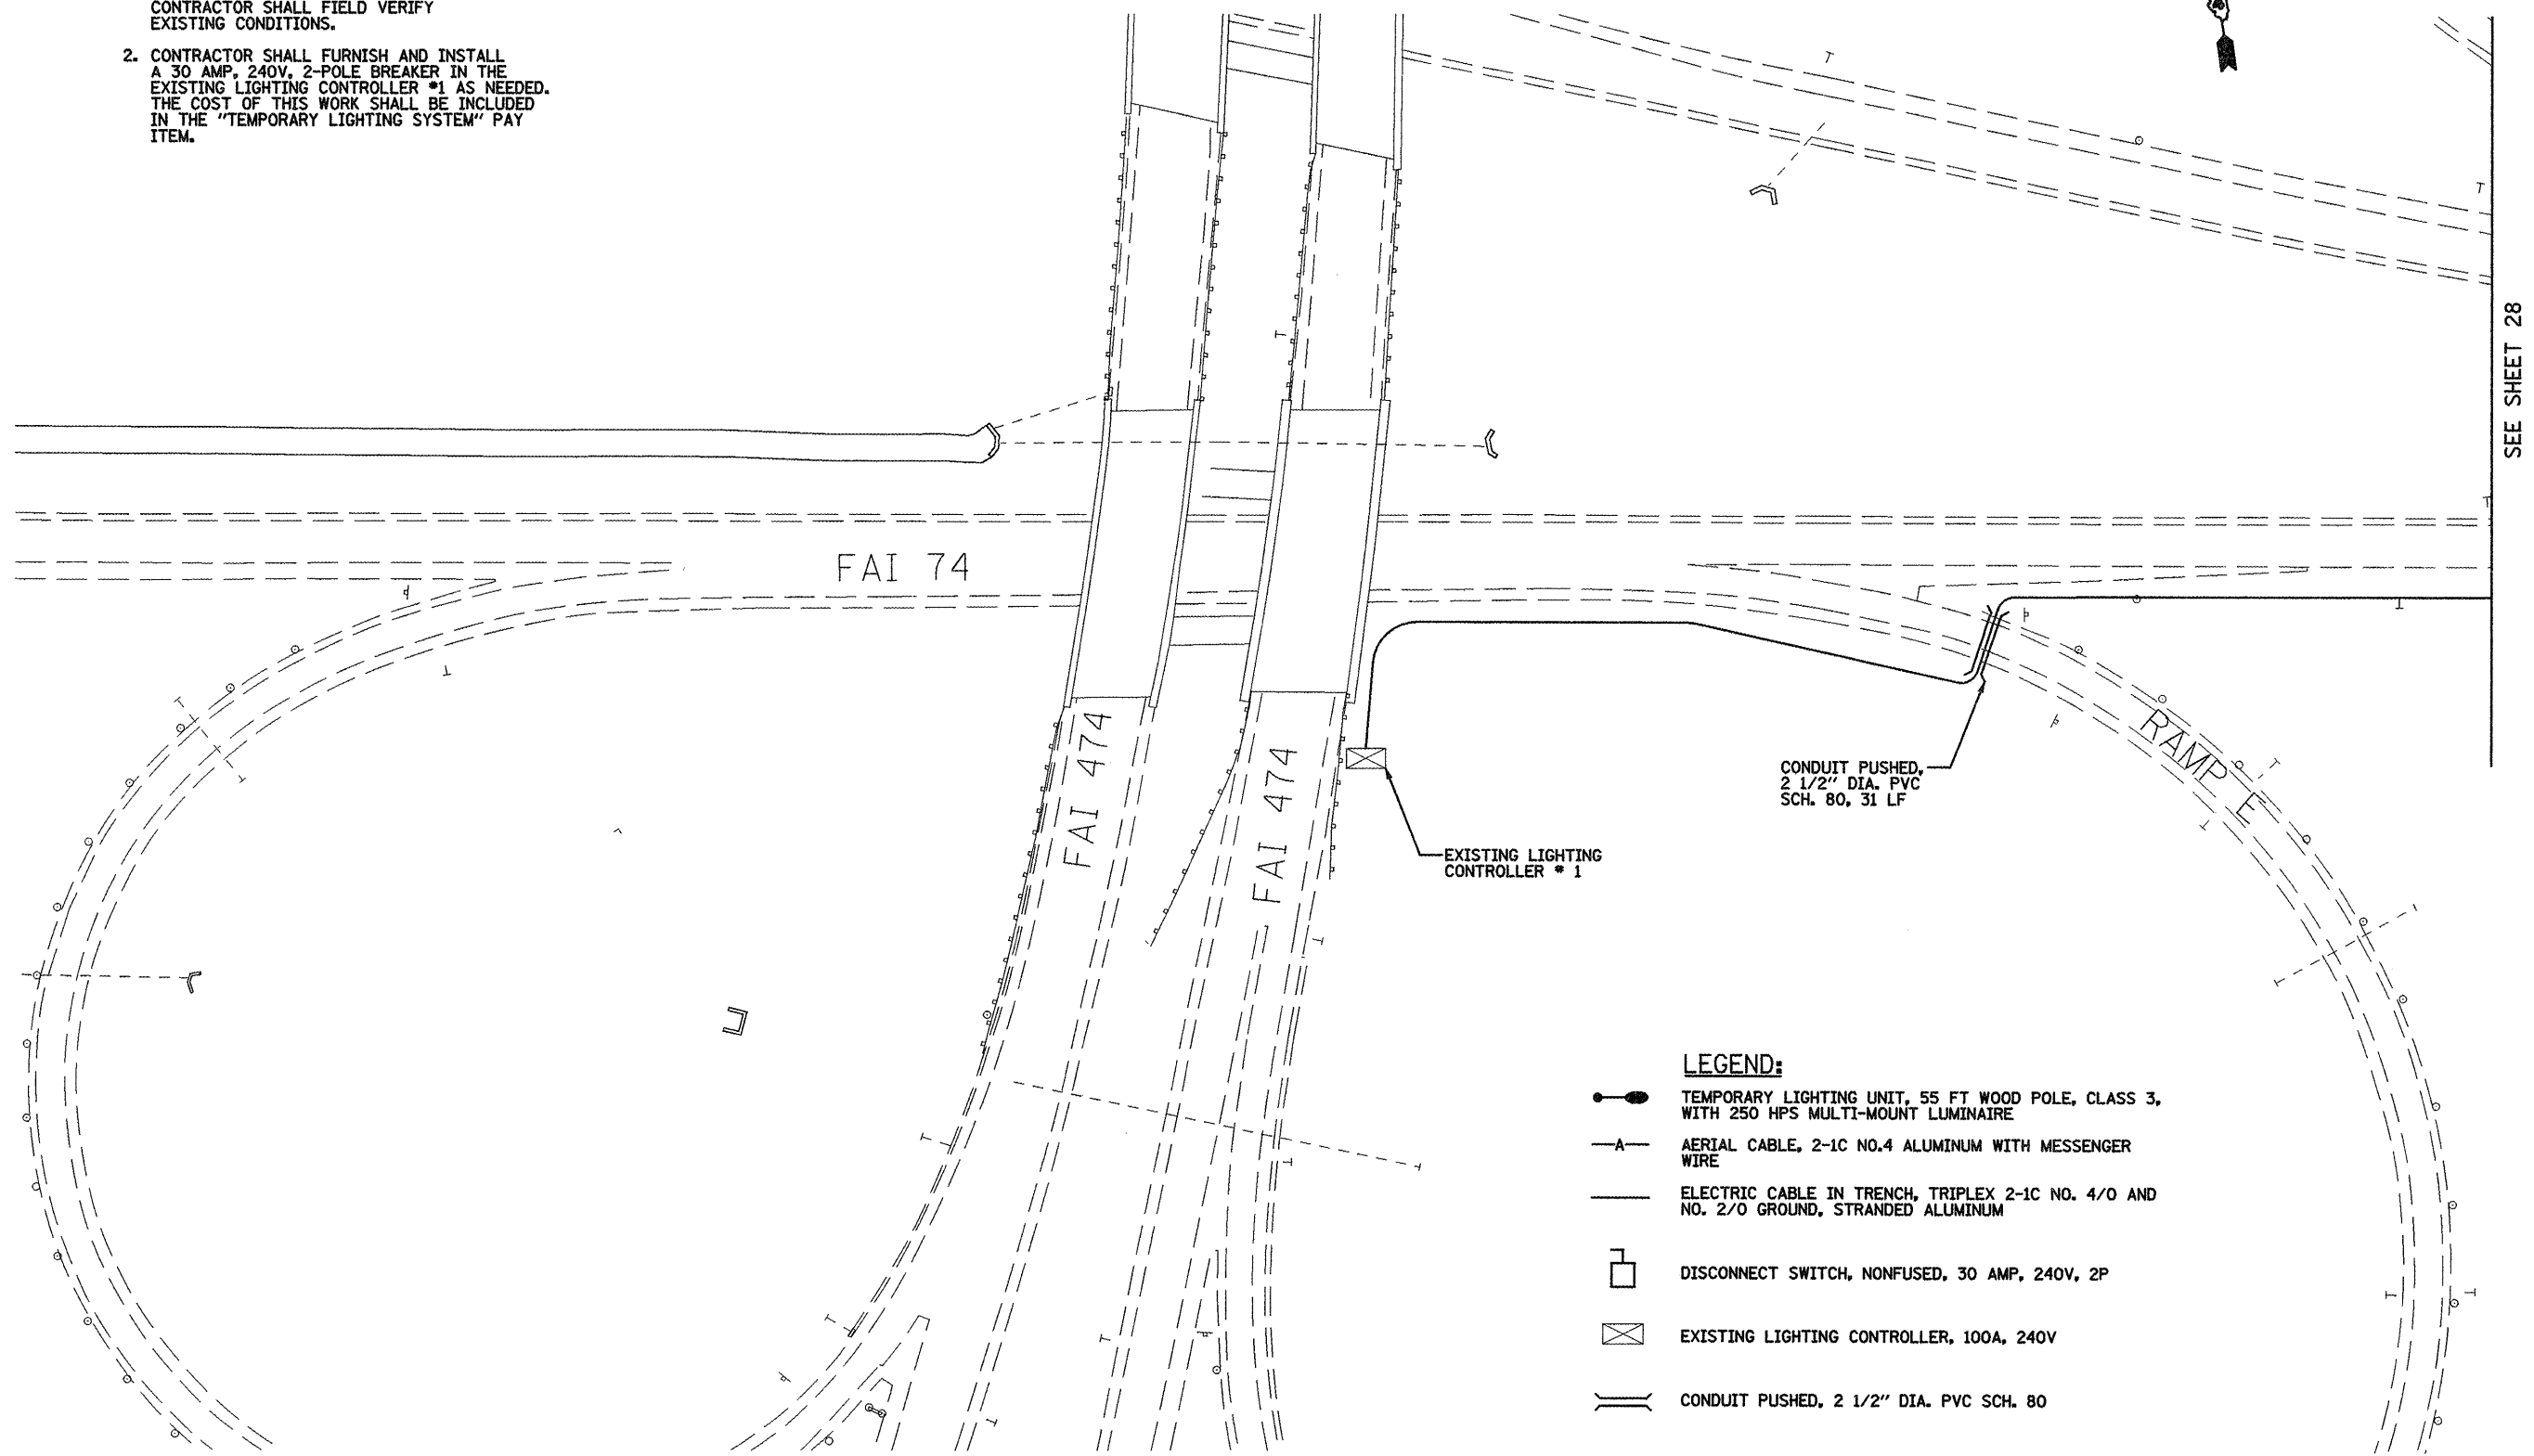 CONTRACTOR SHALL FIELD VERIFY
EXISTING CONDITIONS.
2. CONTRACTOR SHALL FURNISH AND INSTALL
A 30 AMP, 240V, 2-POLE BREAKER IN THE
EXISTING LIGHTING CONTROLLER #1 AS NEEDED.
THE COST OF THIS WORK SHALL BE INCLUDED
IN THE "TEMPORARY LIGHTING SYSTEM" PAY
ITEM.
SEE SHEET 28
FAI 74
FAI 474
FAI 474
RAMP E
CONDUIT PUSHED,
2 1/2" DIA. PVC
SCH. 80, 31 LF
EXISTING LIGHTING
CONTROLLER # 1
LEGEND:
TEMPORARY LIGHTING UNIT, 55 FT WOOD POLE, CLASS 3,
WITH 250 HPS MULTI-MOUNT LUMINAIRE
A
AERIAL CABLE, 2-1C NO.4 ALUMINUM WITH MESSENGER
WIRE
ELECTRIC CABLE IN TRENCH, TRIPLEX 2-1C NO. 4/0 AND
NO. 2/0 GROUND, STRANDED ALUMINUM
DISCONNECT SWITCH, NONFUSED, 30 AMP, 240V, 2P
EXISTING LIGHTING CONTROLLER, 100A, 240V
CONDUIT PUSHED, 2 1/2" DIA. PVC SCH. 80